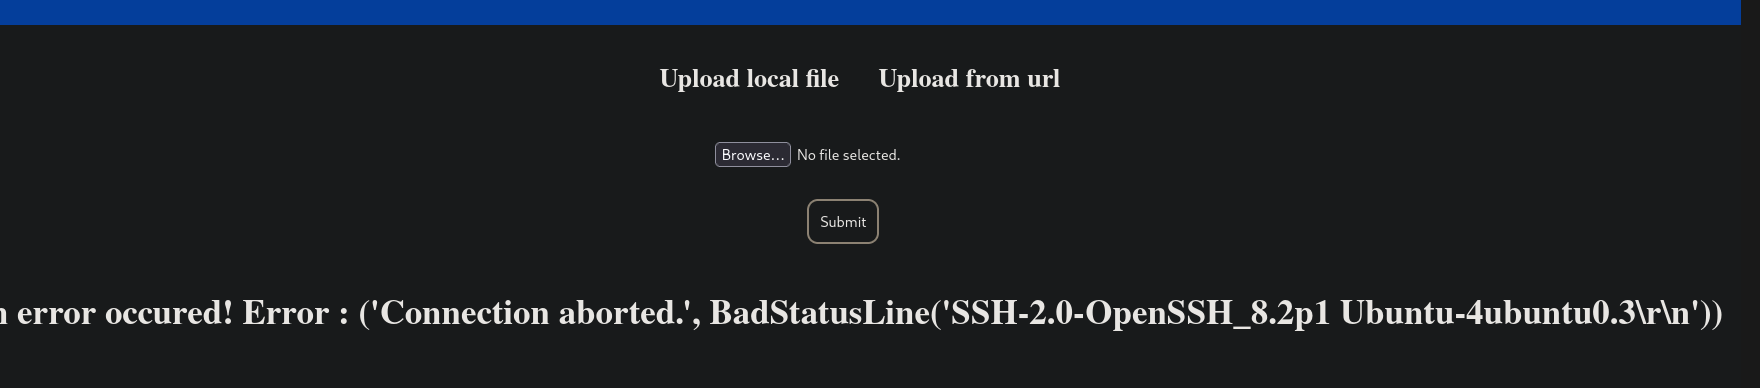 Upload local file Upload from url
Browse... No file selected.
Submit
error occured! Error : ('Connection aborted.', BadStatusLine('SSH-2.0-OpenSSH_8.2p1 Ubuntu-4ubuntu0.3\r\n'))